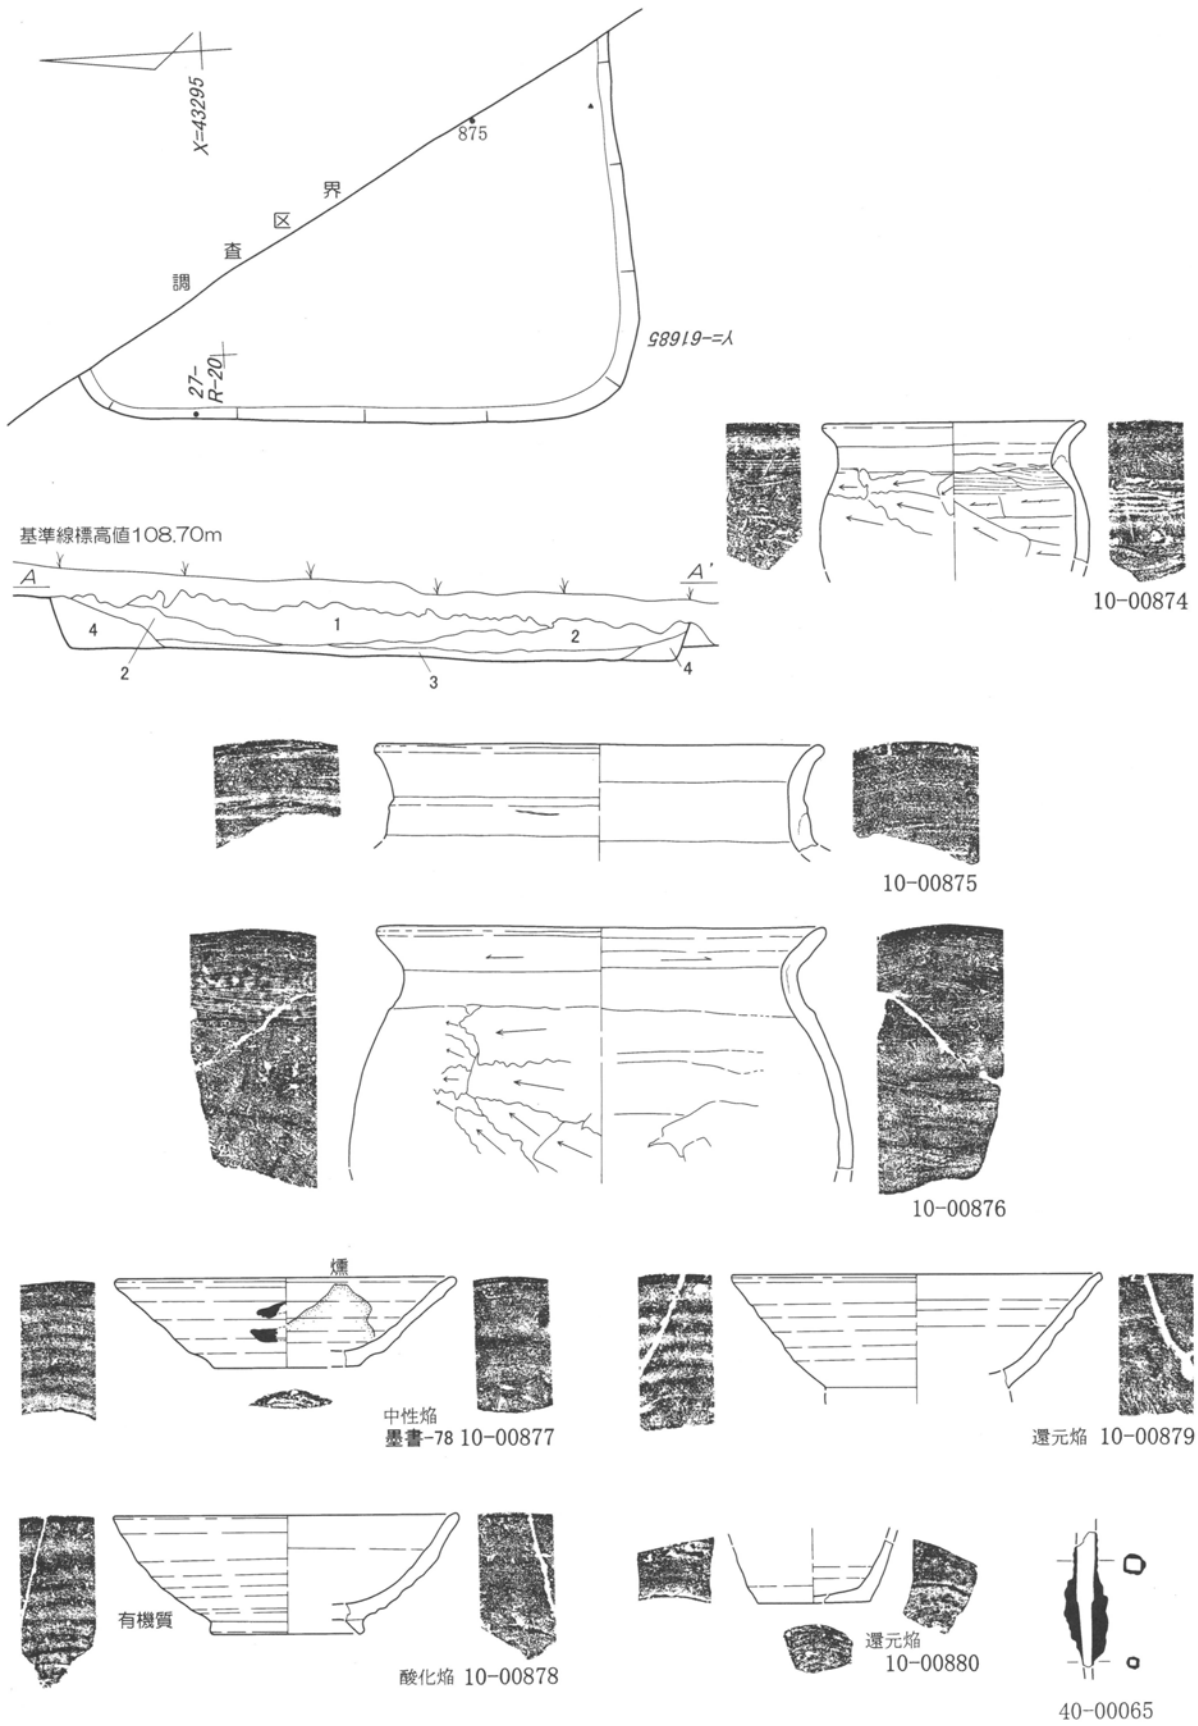 X=43295
875
調査区界
Y=-61685
27-
R-20
10-00874
基準線標高値108.70m
A
A'
1
2
4
2
3
4
10-00875
10-00876
燻
中性焔
墨書-78 10-00877
還元焔 10-00879
有機質
酸化焔 10-00878
還元焔
10-00880
40-00065